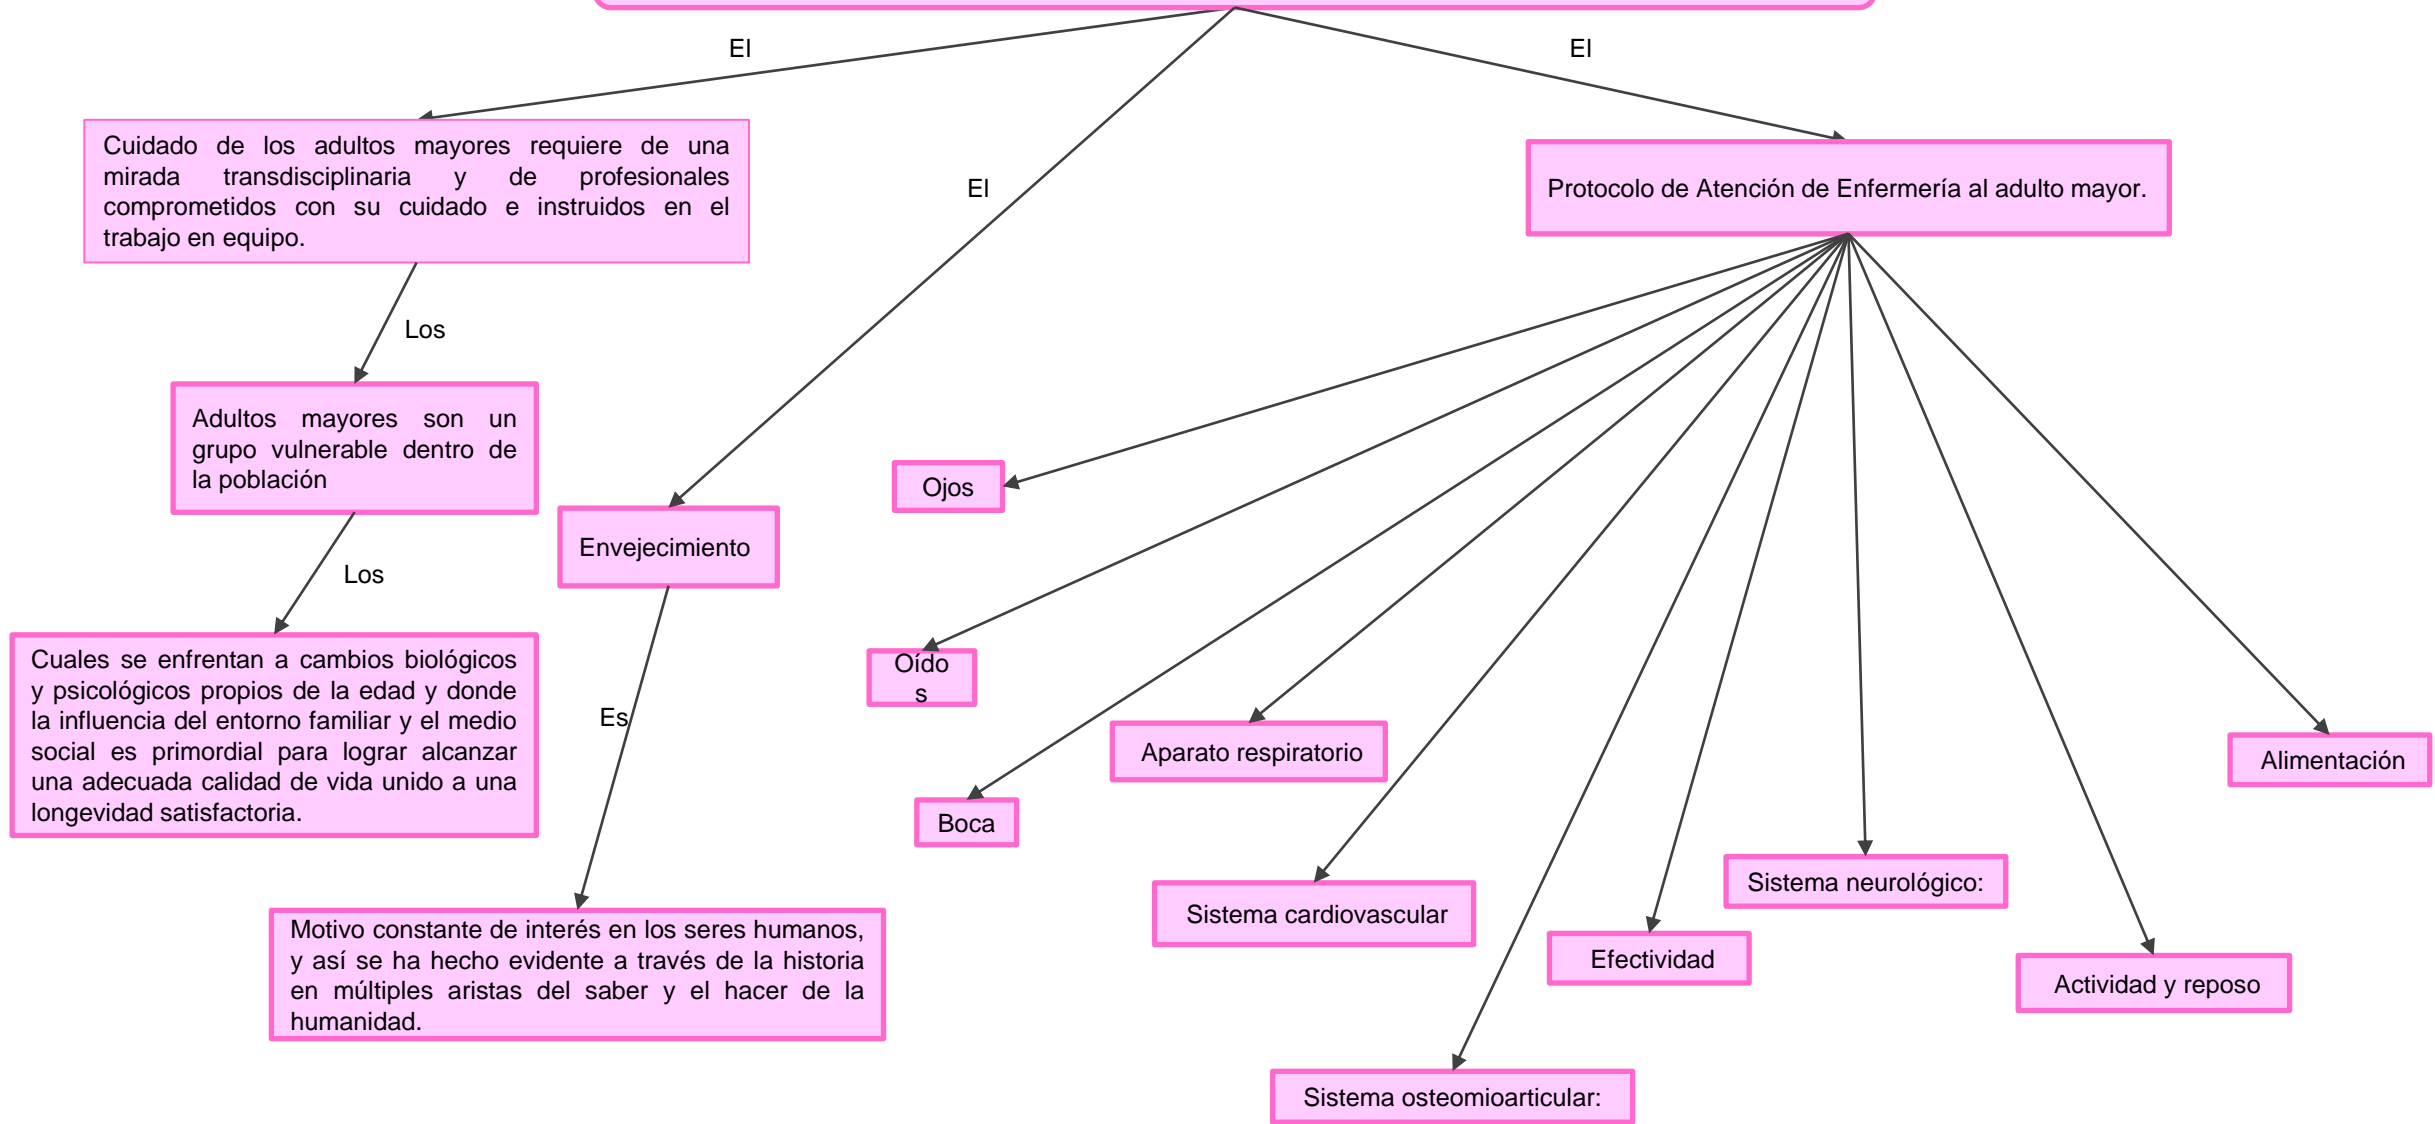 El
El
Cuidado de los adultos mayores requiere de una
mirada transdisciplinaria y de profesionales
comprometidos con su cuidado e instruidos en el
trabajo en equipo.
El
Protocolo de Atención de Enfermería al adulto mayor.
Los
Adultos mayores son un
grupo vulnerable dentro de
la población
Ojos
Envejecimiento
Los
Cuales se enfrentan a cambios biológicos
y psicológicos propios de la edad y donde
la influencia del entorno familiar y el medio
social es primordial para lograr alcanzar
una adecuada calidad de vida unido a una
longevidad satisfactoria.
Oído
s
Es
Aparato respiratorio
Alimentación
Boca
Sistema neurológico:
Sistema cardiovascular
Motivo constante de interés en los seres humanos,
y así se ha hecho evidente a través de la historia
en múltiples aristas del saber y el hacer de la
humanidad.
Efectividad
Actividad y reposo
Sistema osteomioarticular: